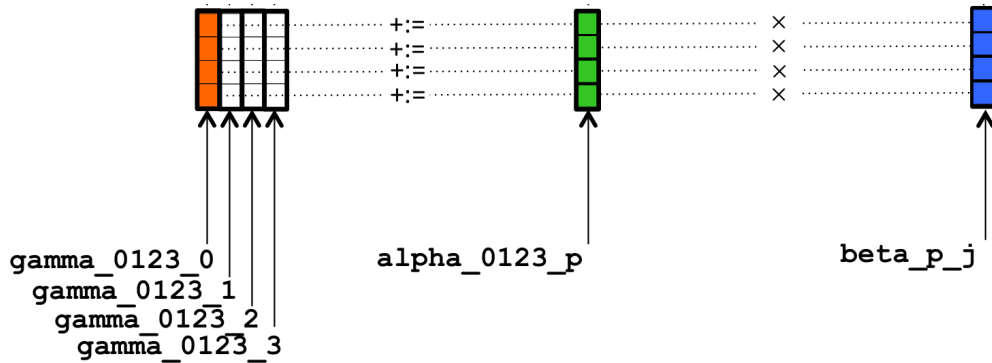 +:= ×
+:= ×
+:= ×
+:= ×
gamma_0123_0 alpha_0123_p beta_p_j
gamma_0123_1
gamma_0123_2
gamma_0123_3